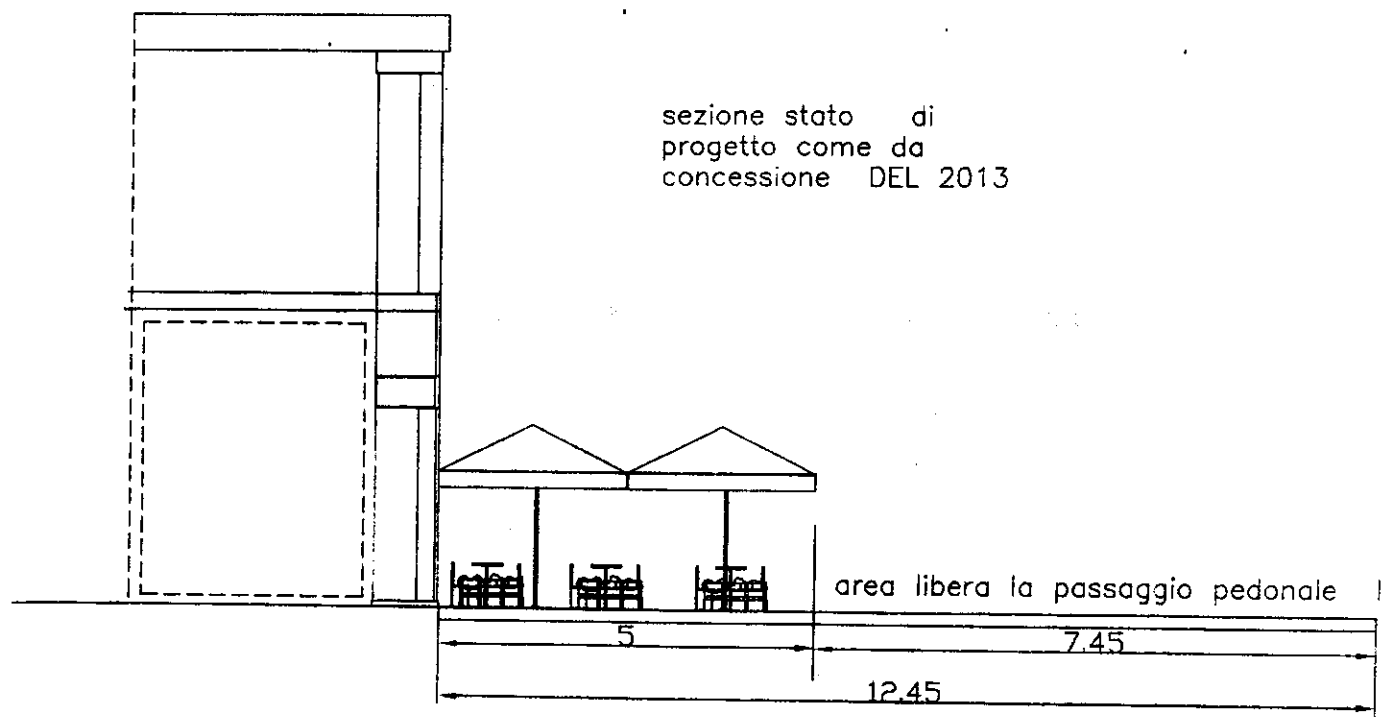 sezione stato di
progetto come da
concessione DEL 2013
area libera la passaggio pedonale
5
7.45
12.45